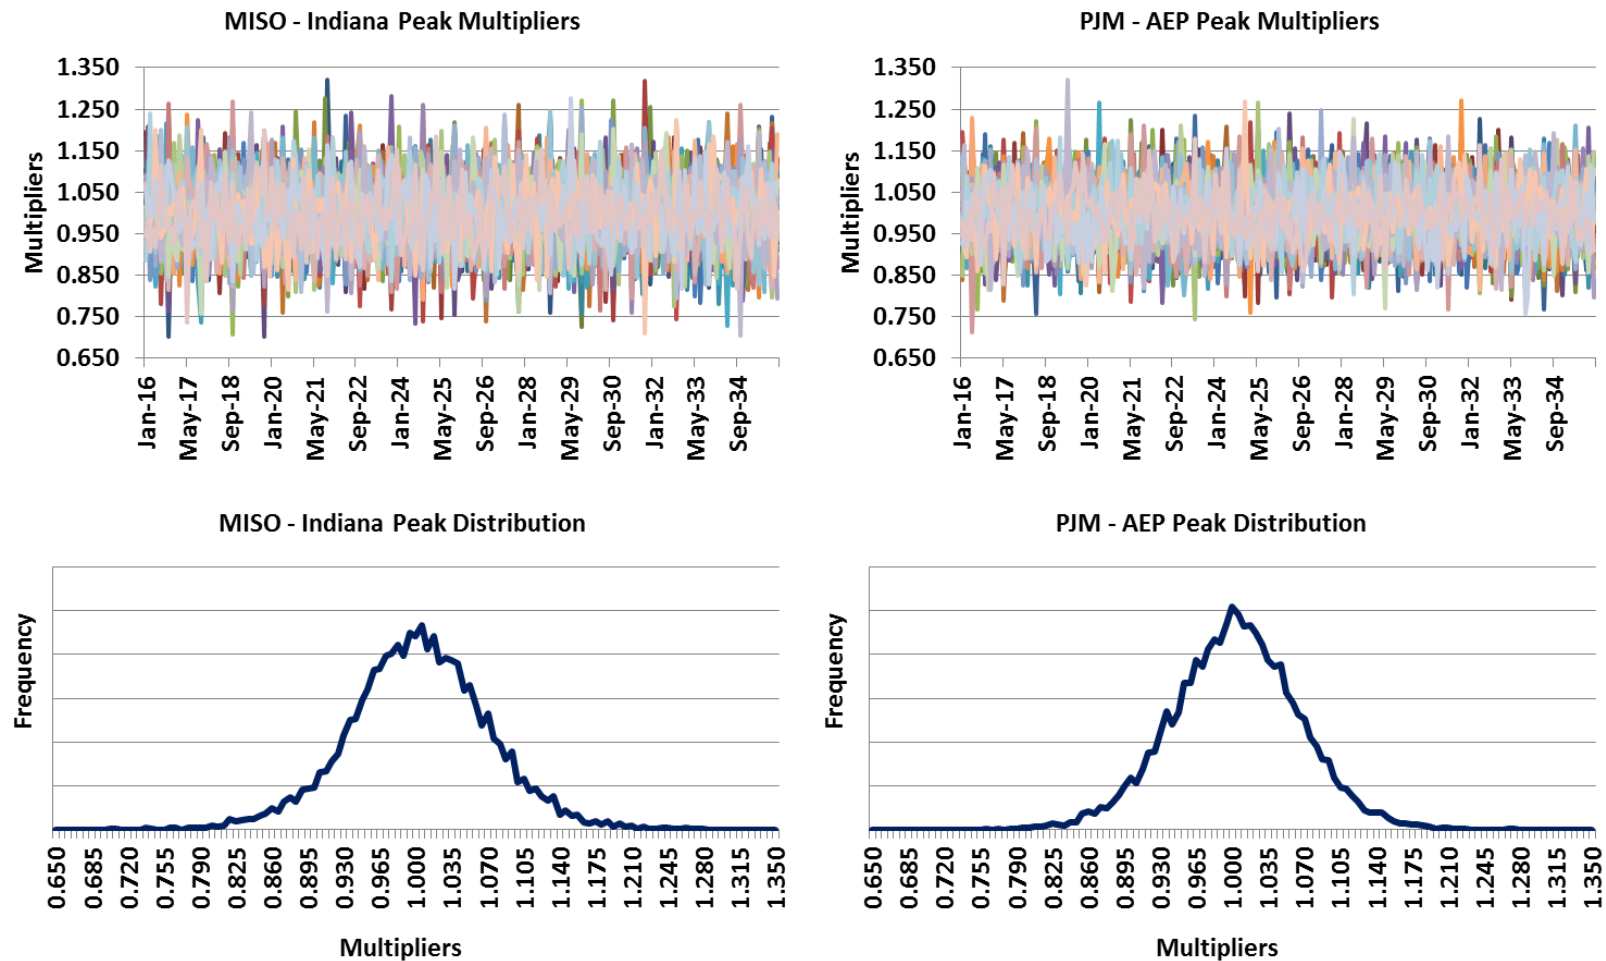 MISO - Indiana Peak Multipliers
1.350
1.250
1.150
1.050
0.950
0.850
0.750
0.650
Multipliers
Jan-16
May-17
Sep-18
Jan-20
May-21
Sep-22
Jan-24
May-25
Sep-26
Jan-28
May-29
Sep-30
Jan-32
May-33
Sep-34
PJM - AEP Peak Multipliers
1.350
1.250
1.150
1.050
0.950
0.850
0.750
0.650
Multipliers
Jan-16
May-17
Sep-18
Jan-20
May-21
Sep-22
Jan-24
May-25
Sep-26
Jan-28
May-29
Sep-30
Jan-32
May-33
Sep-34
MISO - Indiana Peak Distribution
Frequency
0.650
0.685
0.720
0.755
0.790
0.825
0.860
0.895
0.930
0.965
1.000
1.035
1.070
1.105
1.140
1.175
1.210
1.245
1.280
1.315
1.350
Multipliers
PJM - AEP Peak Distribution
Frequency
0.650
0.685
0.720
0.755
0.790
0.825
0.860
0.895
0.930
0.965
1.000
1.035
1.070
1.105
1.140
1.175
1.210
1.245
1.280
1.315
1.350
Multipliers